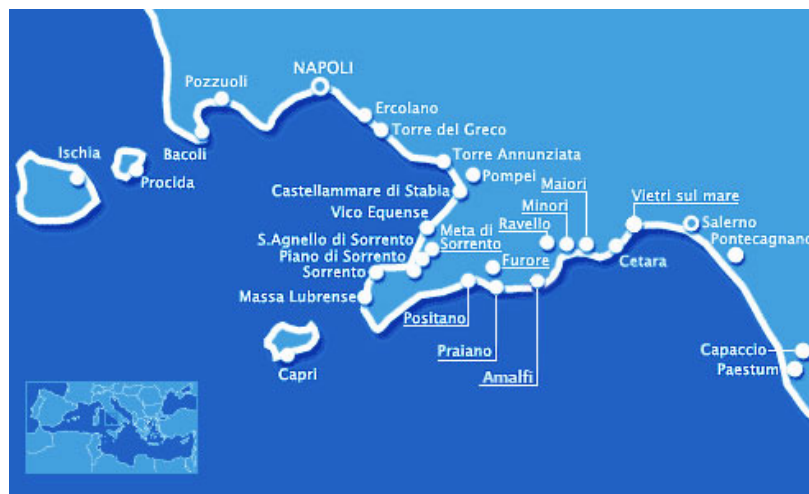 NAPOLI
Pozzuoli
Ercolano
Torre del Greco
Ischia
Bacoli
Torre Annunziata
Procida
Pompei
Castellammare di Stabia
Maiori
Vico Equense
Minori
Vietri sul mare
Meta di
Sorrento
Ravello
Salerno
S.Agnello di Sorrento
Pontecagnano
Piano di Sorrento
Furore
Cetara
Sorrento
Massa Lubrense
Positano
Praiano
Capaccio
Capri
Amalfi
Paestum